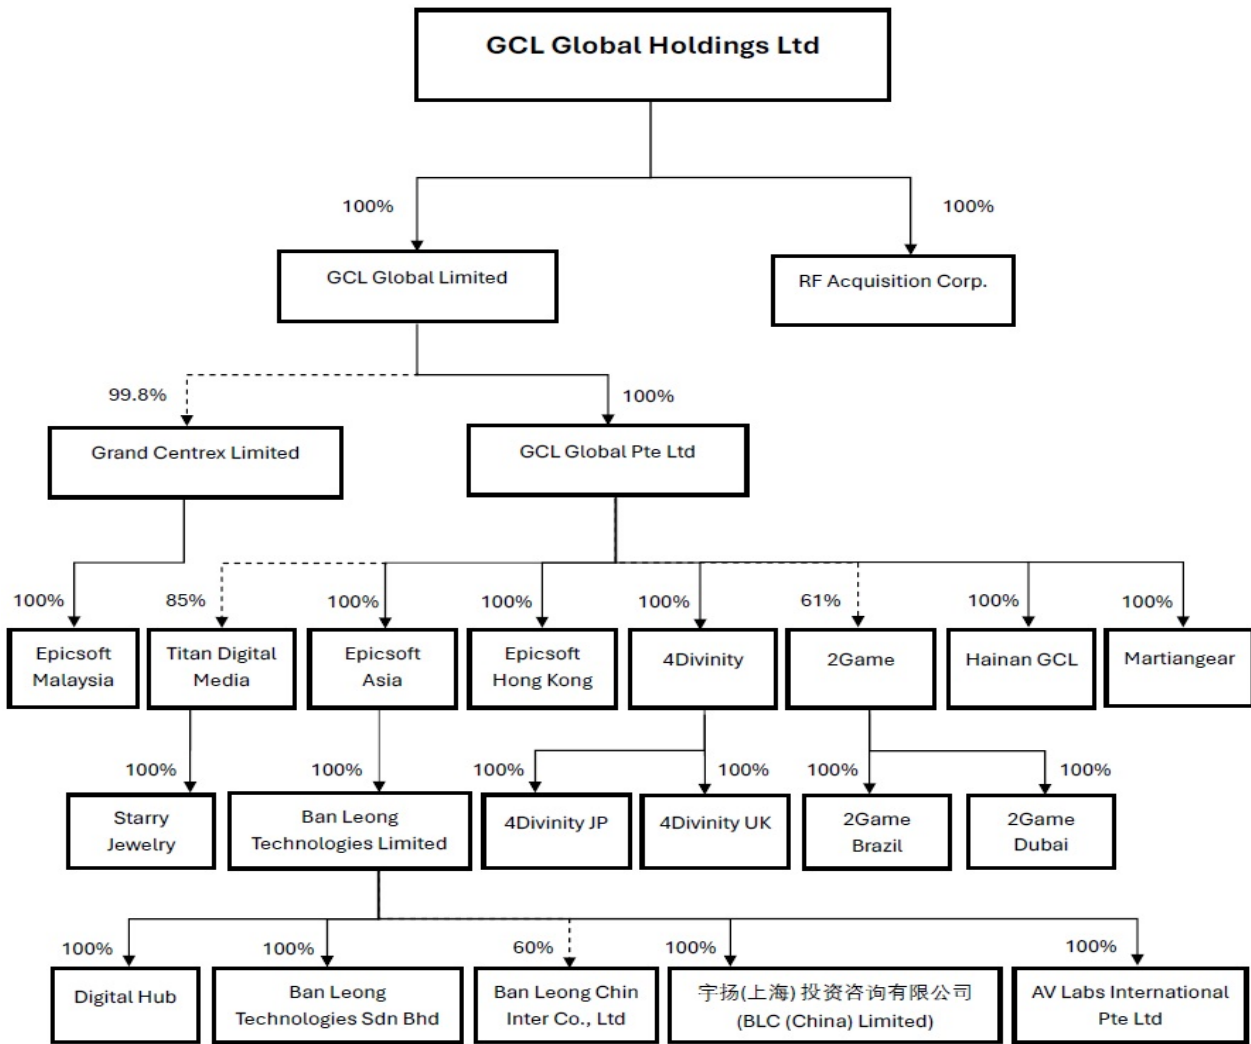 GCL Global Holdings Ltd
100%
100%
GCL Global Limited
RF Acquisition Corp.
99.8%
100%
Grand Centrex Limited
GCL Global Pte Ltd
100%
85%
100%
100%
100%
61%
100%
100%
Epicsoft
Malaysia
Titan Digital
Media
Epicsoft
Asia
Epicsoft
Hong Kong
4Divinity
2Game
Hainan GCL
Martiangear
100%
100%
100%
100%
100%
100%
Starry
Jewelry
Ban Leong
Technologies Limited
4Divinity JP
4Divinity UK
2Game
Brazil
2Game
Dubai
100%
100%
60%
100%
100%
Digital Hub
Ban Leong
Technologies Sdn Bhd
Ban Leong Chin
Inter Co., Ltd
宇扬(上海) 投资咨询有限公司
(BLC (China) Limited)
AV Labs International
Pte Ltd